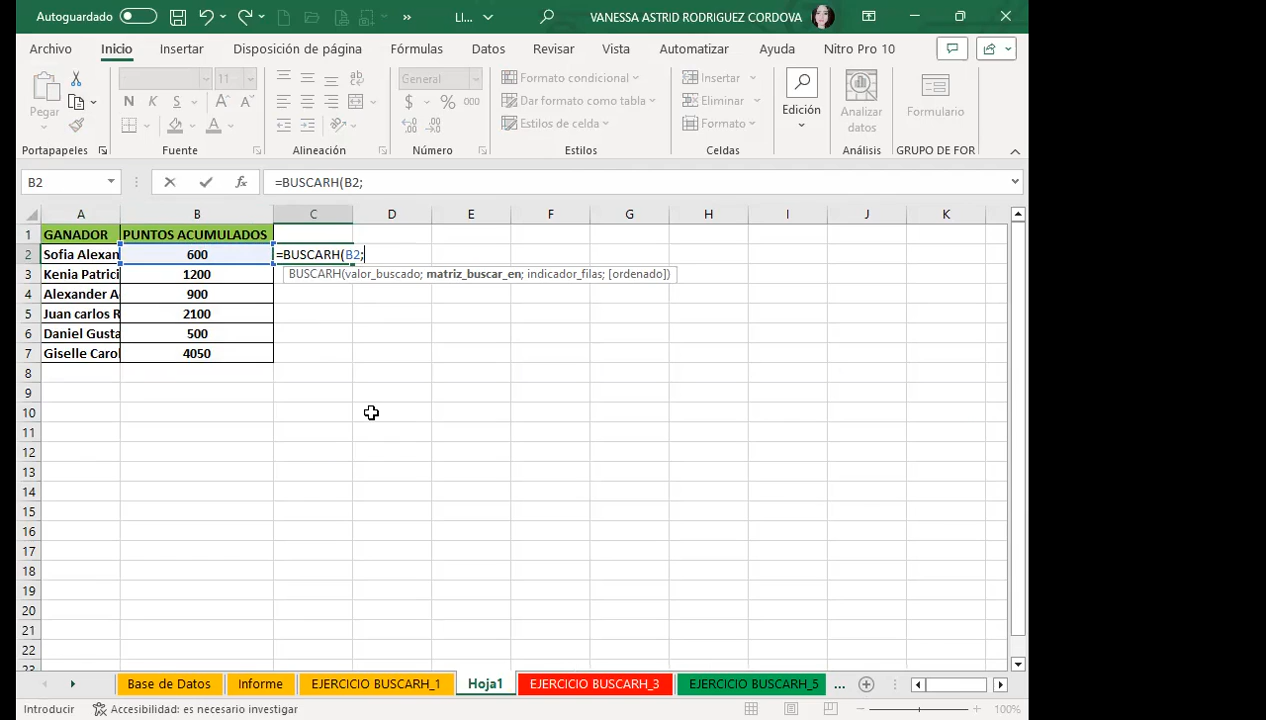 Autoguardado
LI...
VANESSA ASTRID RODRIGUEZ CORDOVA
Archivo Inicio Insertar Disposición de página Fórmulas Datos Revisar Vista Automatizar Ayuda Nitro Pro 10
Pegar
Portapapeles
11
N K S
Fuente
Alineación
General
$ % 000
Número
Formato condicional
Dar formato como tabla
Estilos de celda
Estilos
Insertar
Eliminar
Formato
Celdas
Edición
Analizar datos
Análisis
Formulario
GRUPO DE FOR
B2 fx =BUSCARH(B2;
A B C D E F G H I J K
1 GANADOR PUNTOS ACUMULADOS
2 Sofia Alexan 600 =BUSCARH(B2;
3 Kenia Patrici 1200 BUSCARH(valor_buscado; matriz_buscar_en; indicador_filas; [ordenado])
4 Alexander A 900
5 Juan carlos R 2100
6 Daniel Gusta 500
7 Giselle Carol 4050
8
9
10
11
12
13
14
15
16
17
18
19
20
21
22
23
Base de Datos Informe EJERCICIO BUSCARH_1 Hoja1 EJERCICIO BUSCARH_3 EJERCICIO BUSCARH_5 ...
Introducir Accesibilidad: es necesario investigar 100%